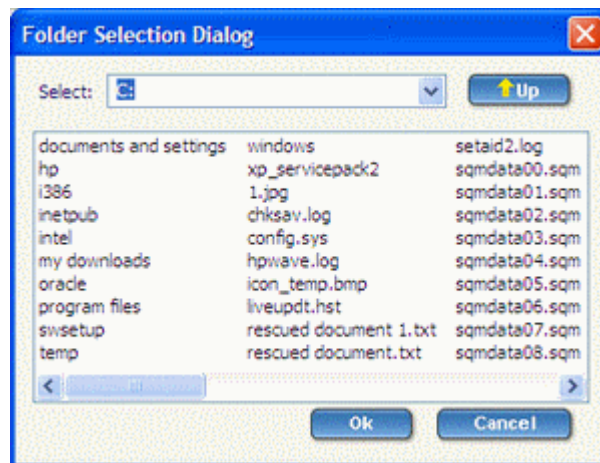 Folder Selection Dialog
Select: C: Up
documents and settings windows setaid2.log
hp xp_servicepack2 sqmdata00.sqm
i386 1.jpg sqmdata01.sqm
inetpub chksav.log sqmdata02.sqm
intel config.sys sqmdata03.sqm
my downloads hpwave.log sqmdata04.sqm
oracle icon_temp.bmp sqmdata05.sqm
program files liveupdt.hst sqmdata06.sqm
swsetup rescued document 1.txt sqmdata07.sqm
temp rescued document.txt sqmdata08.sqm
Ok Cancel